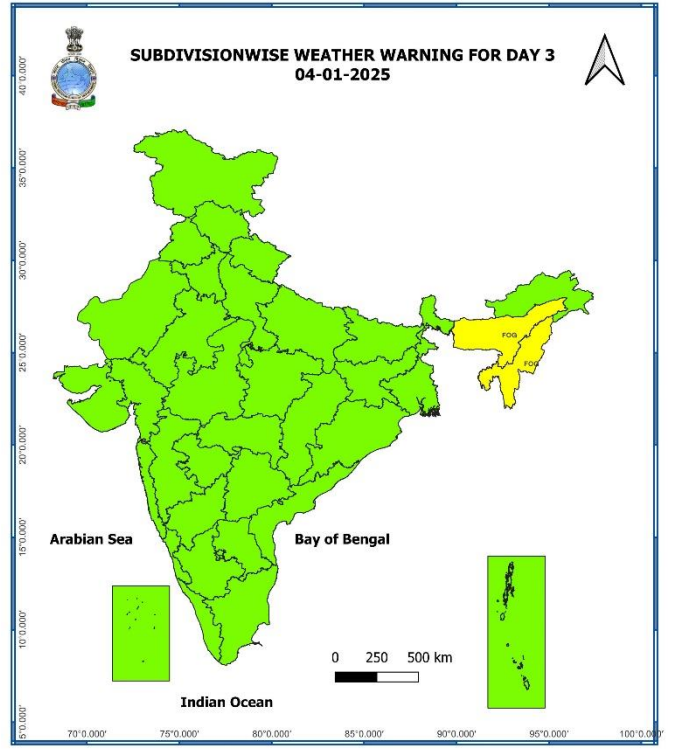 SUBDIVISIONWISE WEATHER WARNING FOR DAY 3
04-01-2025
40°0.000'
35°0.000'
30°0.000'
25°0.000'
20°0.000'
15°0.000'
10°0.000'
5°0.000'
FOG
FOG
Arabian Sea
Bay of Bengal
0 250 500 km
Indian Ocean
70°0.000' 75°0.000' 80°0.000' 85°0.000' 90°0.000' 95°0.000' 100°0.000'